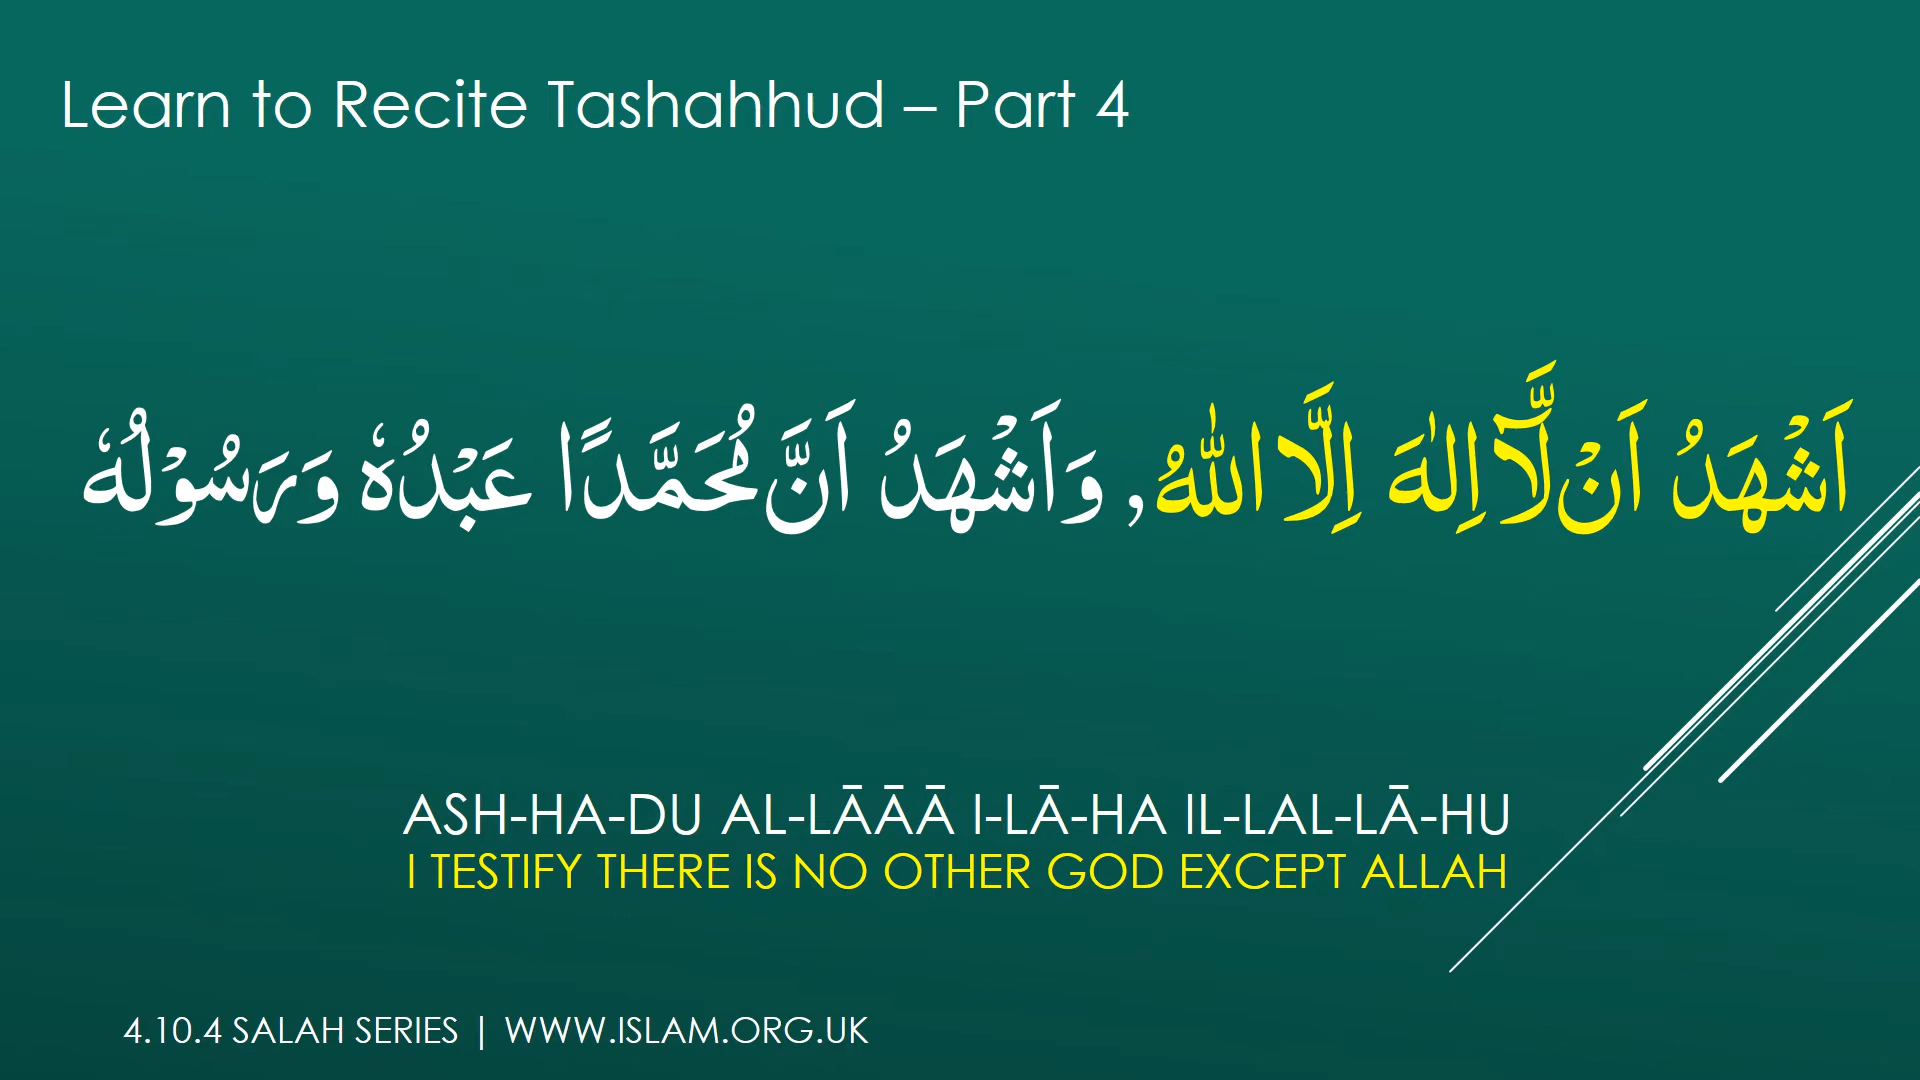 Learn to Recite Tashahhud – Part 4
اَشْهَدُ اَنْ لَّآ اِلٰهَ اِلَّا اللّٰهُ, وَاَشْهَدُ اَنَّ مُحَمَّدًا عَبْدُهٗ وَرَسُوْلُهٗ
ASH-HA-DU AL-LĀĀĀ I-LĀ-HA IL-LAL-LĀ-HU
I TESTIFY THERE IS NO OTHER GOD EXCEPT ALLAH
4.10.4 SALAH SERIES | WWW.ISLAM.ORG.UK